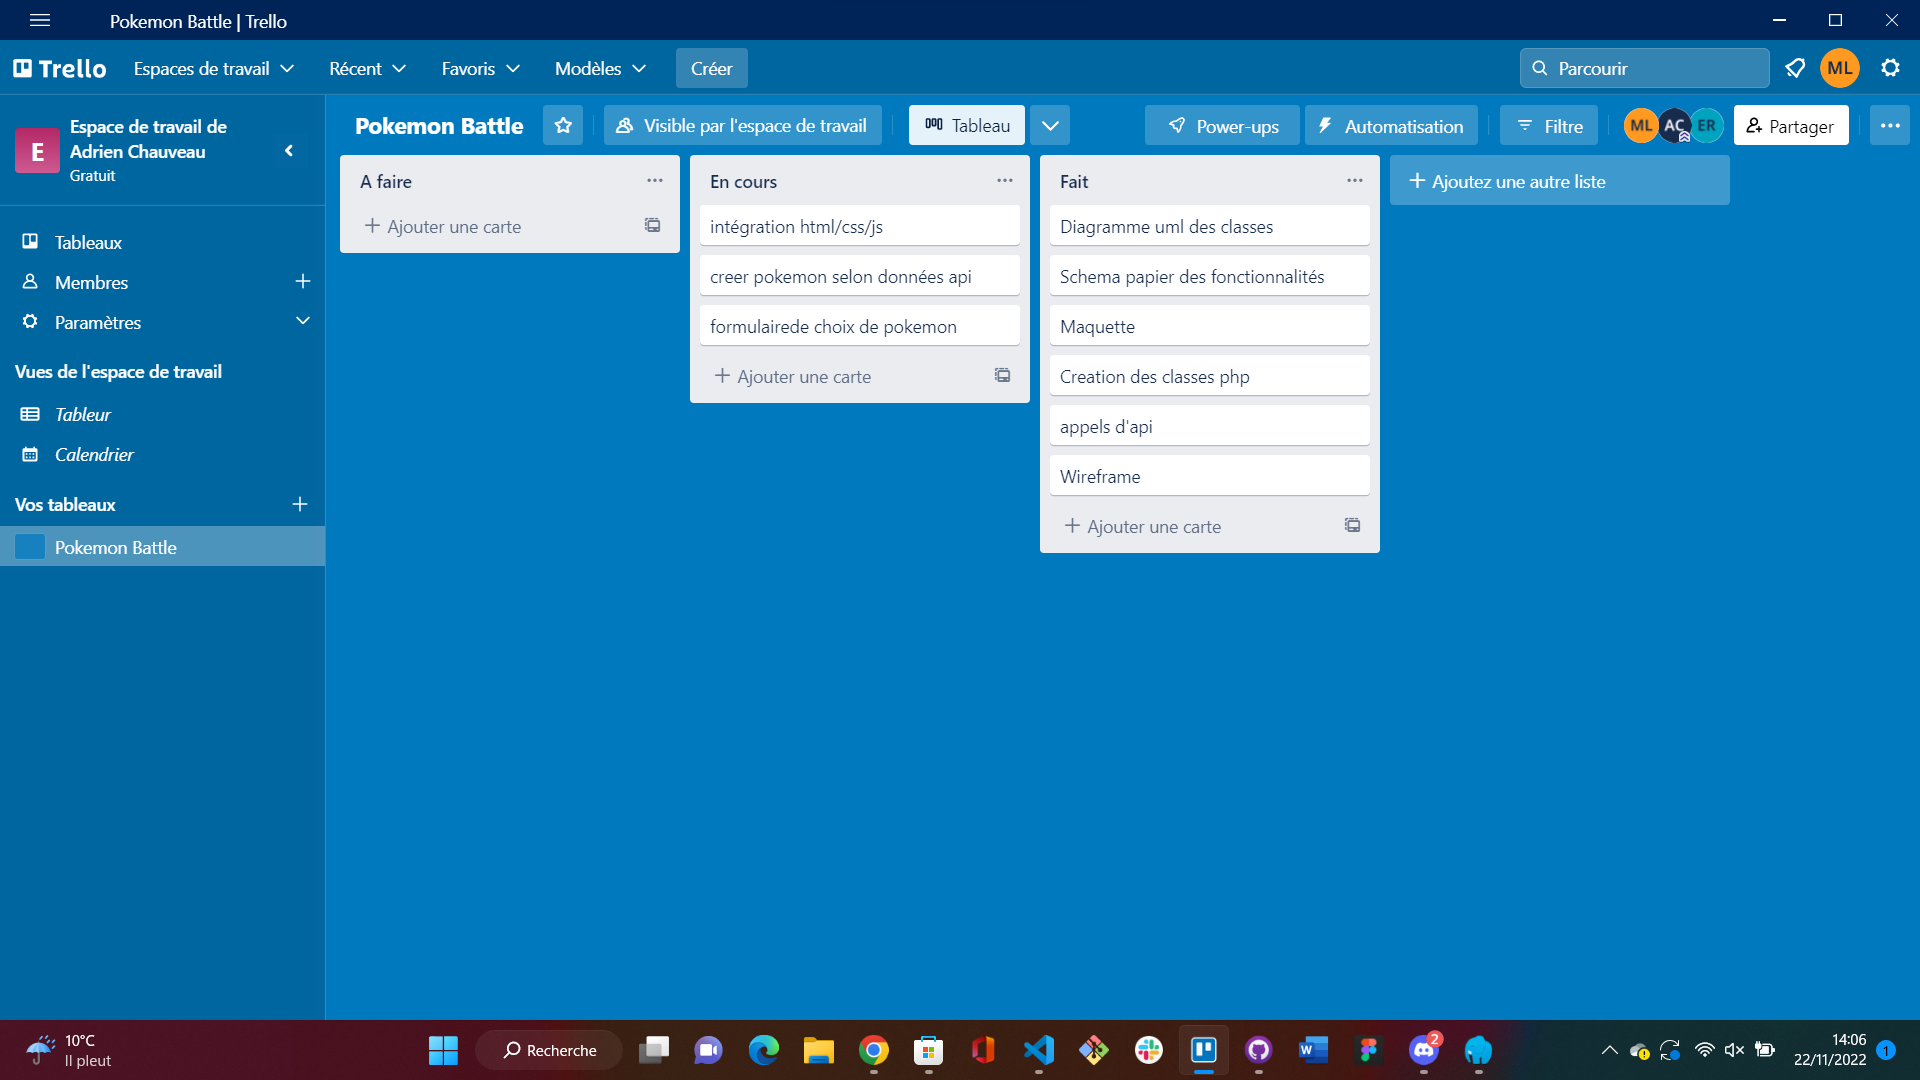 Pokemon Battle | Trello
Trello
Espaces de travail
Récent
Favoris
Modèles
Créer
Parcourir
ML
E
Espace de travail de
Adrien Chauveau
Gratuit
Pokemon Battle
Visible par l'espace de travail
Tableau
Power-ups
Automatisation
Filtre
ML
AC
ER
Partager
Tableaux
Membres
Paramètres
Vues de l'espace de travail
Tableur
Calendrier
Vos tableaux
Pokemon Battle
A faire
Ajouter une carte
En cours
intégration html/css/js
creer pokemon selon données api
formulairede choix de pokemon
Ajouter une carte
Fait
Diagramme uml des classes
Schema papier des fonctionnalités
Maquette
Creation des classes php
appels d'api
Wireframe
Ajouter une carte
Ajoutez une autre liste
10°C
Il pleut
Recherche
2
14:06
22/11/2022
1